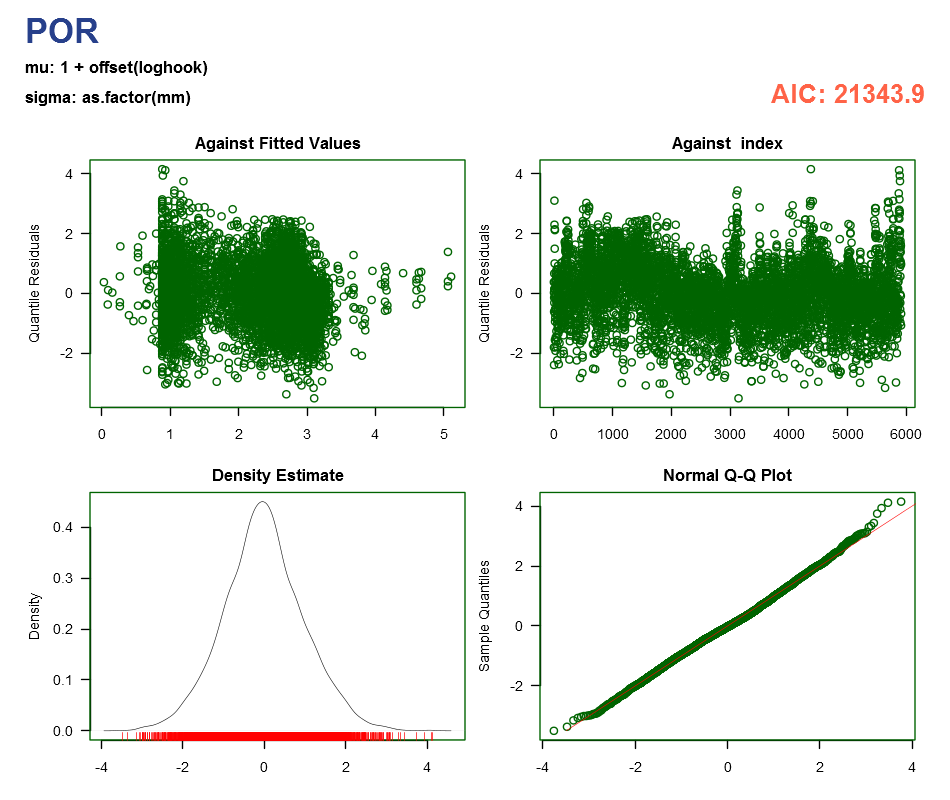 POR
mu: 1 + offset(loghook)
sigma: as.factor(mm)
AIC: 21343.9
Against Fitted Values
Quantile Residuals
4
2
0
-2
0 1 2 3 4 5
Against index
Quantile Residuals
4
2
0
-2
0 1000 2000 3000 4000 5000 6000
Density Estimate
Density
0.4
0.3
0.2
0.1
0.0
-4 -2 0 2 4
Normal Q-Q Plot
Sample Quantiles
4
2
0
-2
-4 -2 0 2 4